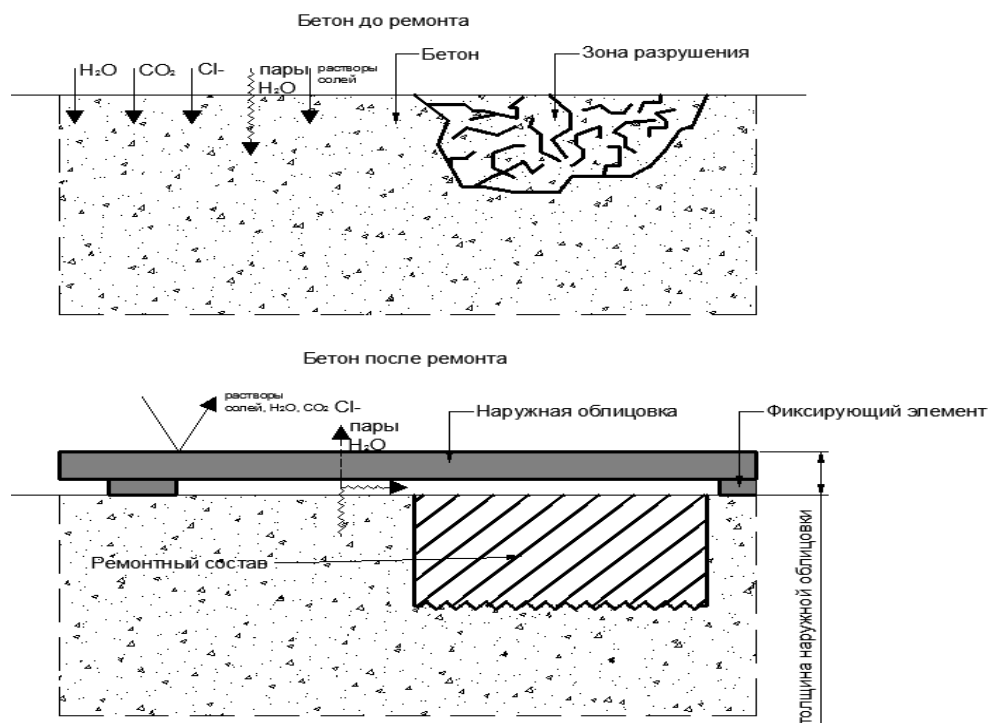 Бетон до ремонта
H₂O
CO₂
Cl-
пары
H₂O
растворы
солей
Бетон
Зона разрушения
Бетон после ремонта
растворы
солей, H₂O, CO₂ Cl-
пары
H₂O
Наружная облицовка
Фиксирующий элемент
Ремонтный состав
толщина наружной облицовки